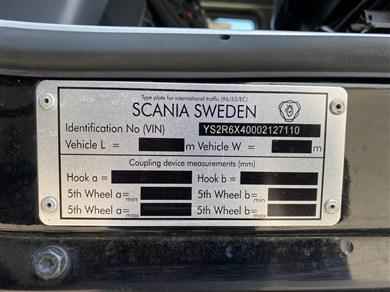 Type plate for international traffic (96/53/EC)
SCANIA SWEDEN
Identification No (VIN) YS2R6X40002127110
Vehicle L = m Vehicle W = m
Coupling device measurements (mm)
Hook a = Hook b =
5th Wheel a= min 5th Wheel b= min
5th Wheel a= max 5th Wheel b= max